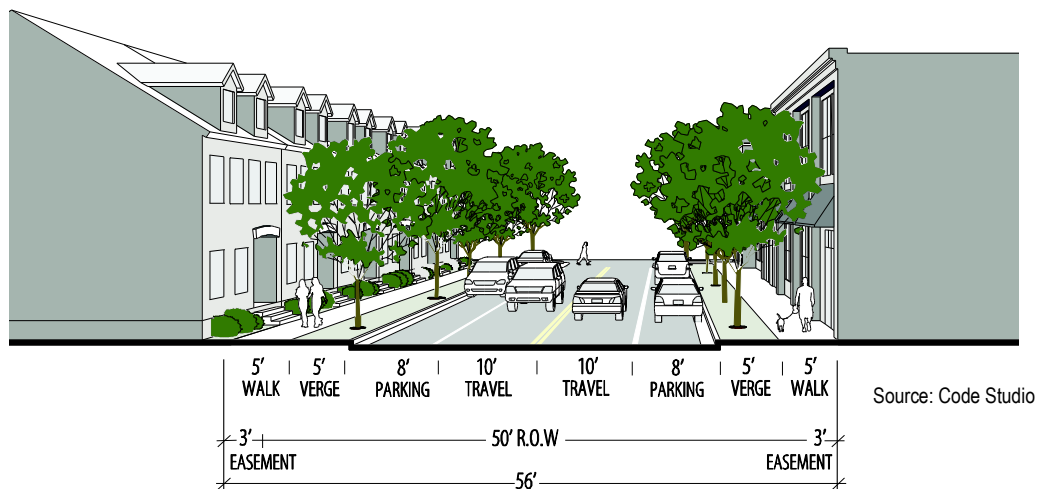 5’ 5’ 8’ 10’ 10’ 8’ 5’ 5’
WALK VERGE PARKING TRAVEL TRAVEL PARKING VERGE WALK
Source: Code Studio
3’ 50’ R.O.W 3’
EASEMENT EASEMENT
56’